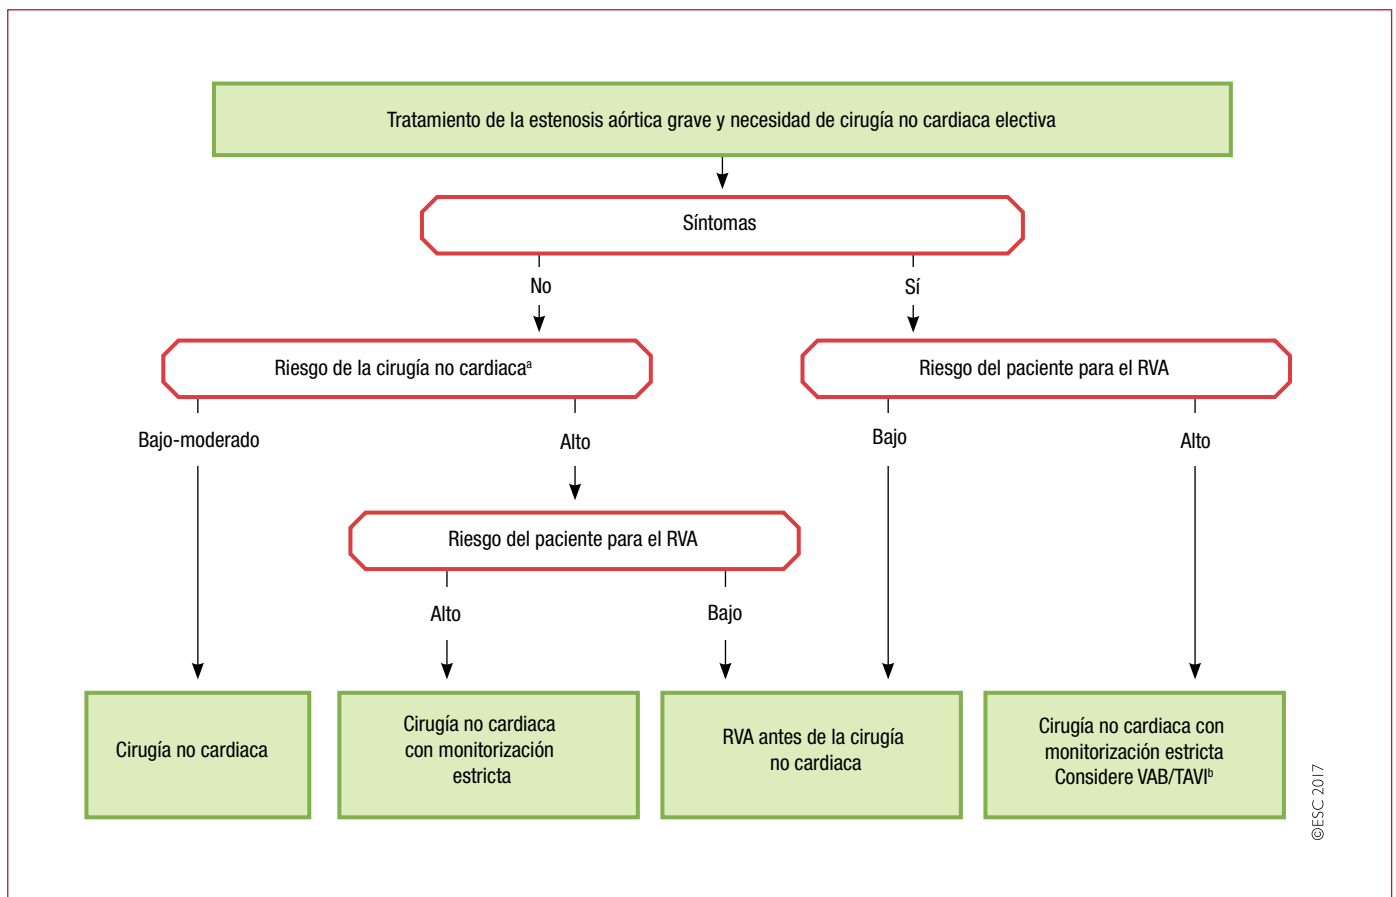 Tratamiento de la estenosis aórtica grave y necesidad de cirugía no cardiaca electiva
Síntomas
No
Sí
Riesgo de la cirugía no cardiacaª
Riesgo del paciente para el RVA
Bajo-moderado
Alto
Bajo
Alto
Riesgo del paciente para el RVA
Alto
Bajo
Cirugía no cardiaca
Cirugía no cardiaca
con monitorización
estricta
RVA antes de la cirugía
no cardiaca
Cirugía no cardiaca con
monitorización estricta
Considere VAB/TAVIᵇ
©ESC 2017